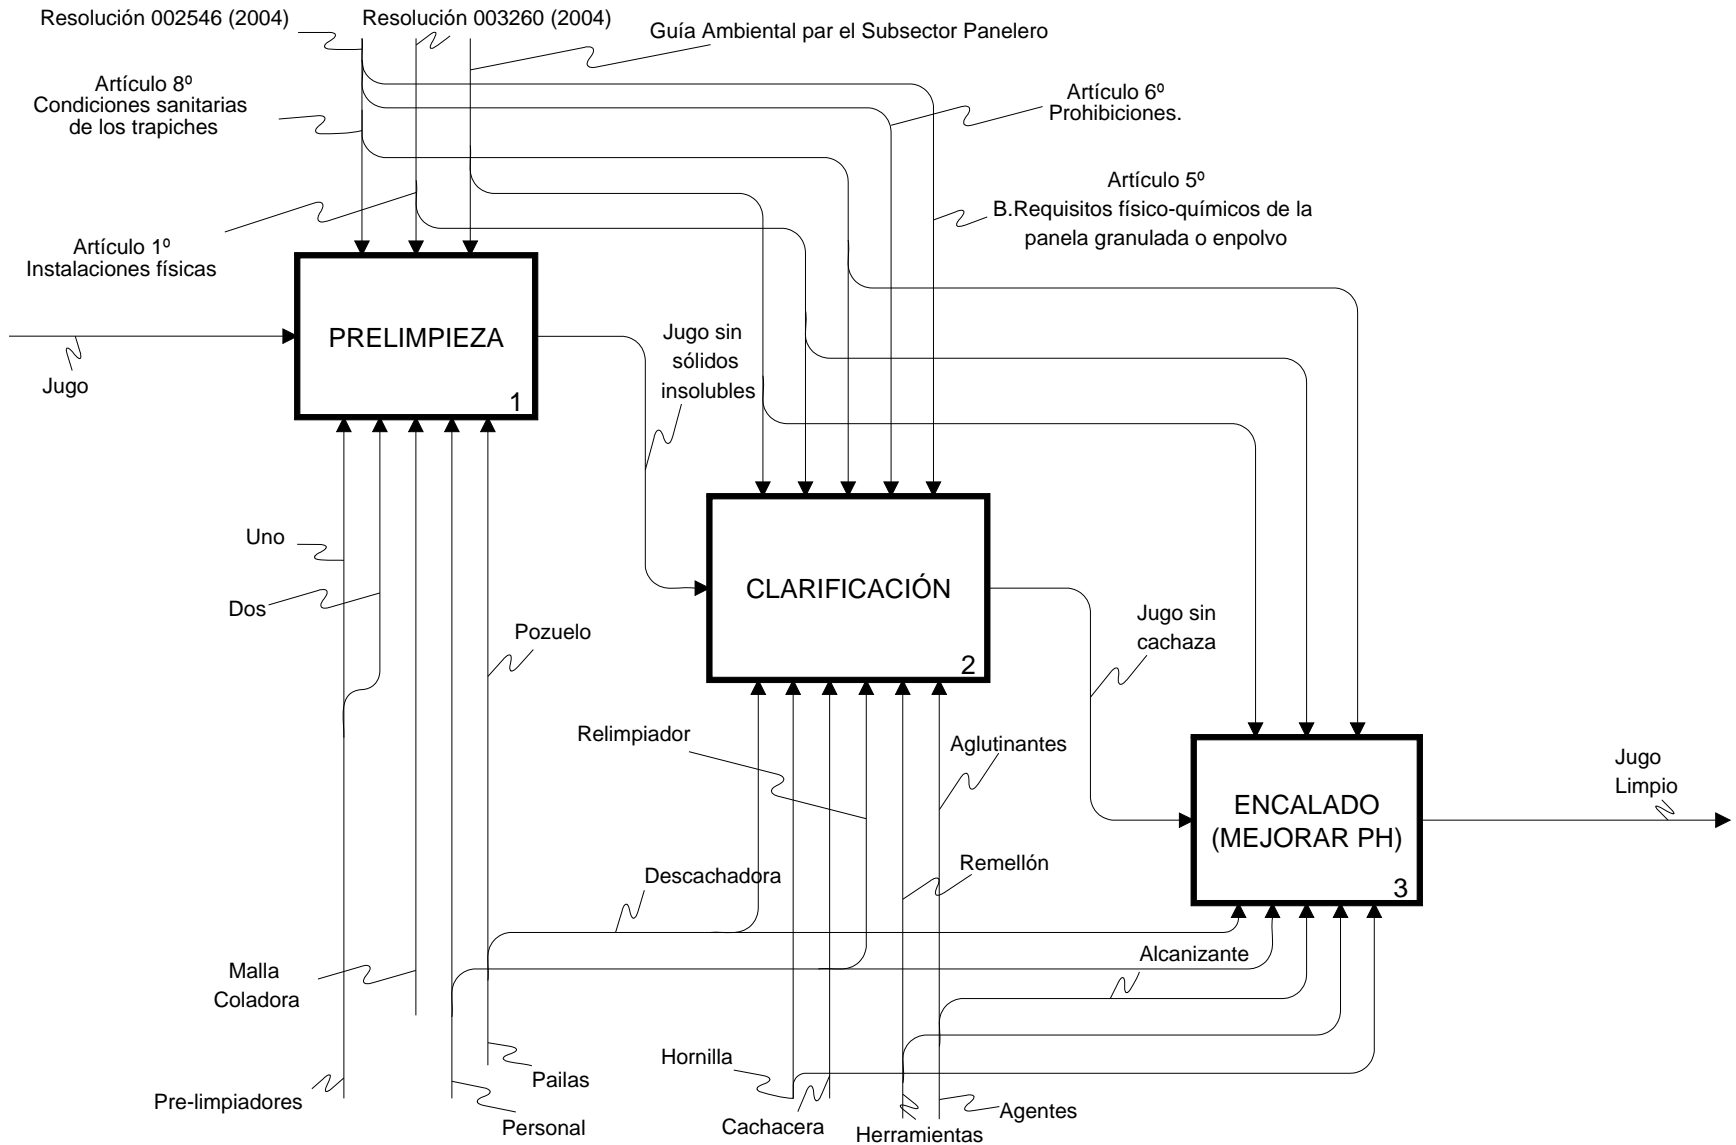 Resolución 002546 (2004)
Resolución 003260 (2004)
Guía Ambiental par el Subsector Panelero
Artículo 8º
Condiciones sanitarias
de los trapiches
Artículo 6º
Prohibiciones.
Artículo 5º
B.Requisitos físico-químicos de la
panela granulada o enpolvo
Artículo 1º
Instalaciones físicas
PRELIMPIEZA
1
Jugo
Jugo sin
sólidos
insolubles
Uno
Dos
Pozuelo
CLARIFICACIÓN
2
Jugo sin
cachaza
Relimpiador
Aglutinantes
ENCALADO
(MEJORAR PH)
3
Jugo
Limpio
Descachadora
Remellón
Alcanizante
Malla
Coladora
Hornilla
Pailas
Pre-limpiadores
Personal
Cachacera
Herramientas
Agentes